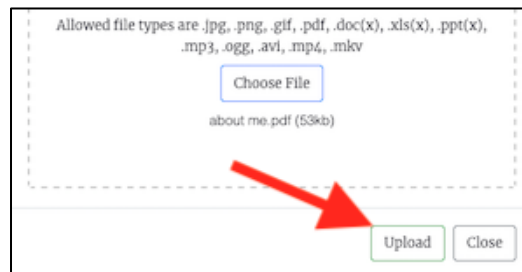 Allowed file types are .jpg, .png, .gif, .pdf, .doc(x), .xls(x), .ppt(x),
.mp3, .ogg, .avi, .mp4, .mkv
Choose File
about me.pdf (53kb)
Upload
Close